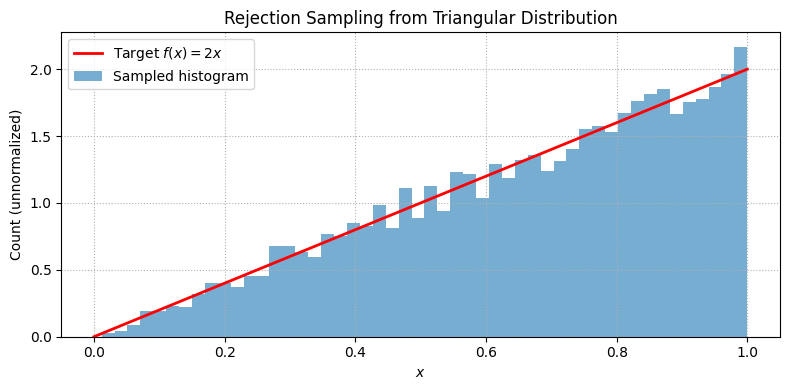 Rejection Sampling from Triangular Distribution
Target f(x) = 2x
Sampled histogram
Count (unnormalized)
2.0
1.5
1.0
0.5
0.0
0.0 0.2 0.4 0.6 0.8 1.0
x